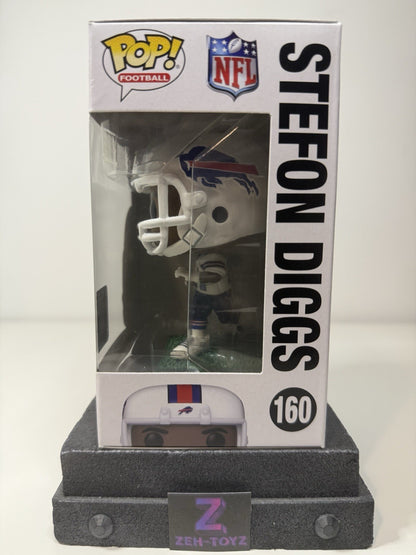 POP!
FOOTBALL
NFL
STEFON DIGGS
160
Z
ZEH-TOYZ